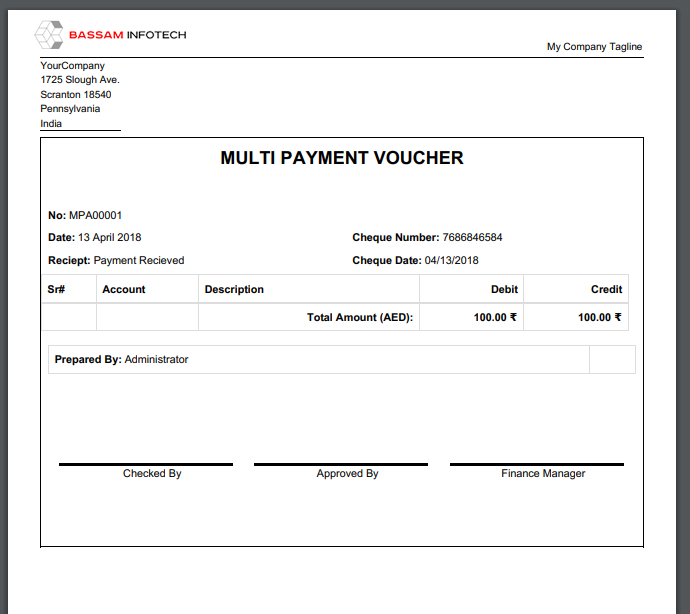 BASSAM INFOTECH
My Company Tagline
YourCompany
1725 Slough Ave.
Scranton 18540
Pennsylvania
India
MULTI PAYMENT VOUCHER
No: MPA00001
Date: 13 April 2018 Cheque Number: 7686846584
Reciept: Payment Recieved Cheque Date: 04/13/2018
Sr# Account Description Debit Credit
Total Amount (AED): 100.00 ₹ 100.00 ₹
Prepared By: Administrator
Checked By Approved By Finance Manager